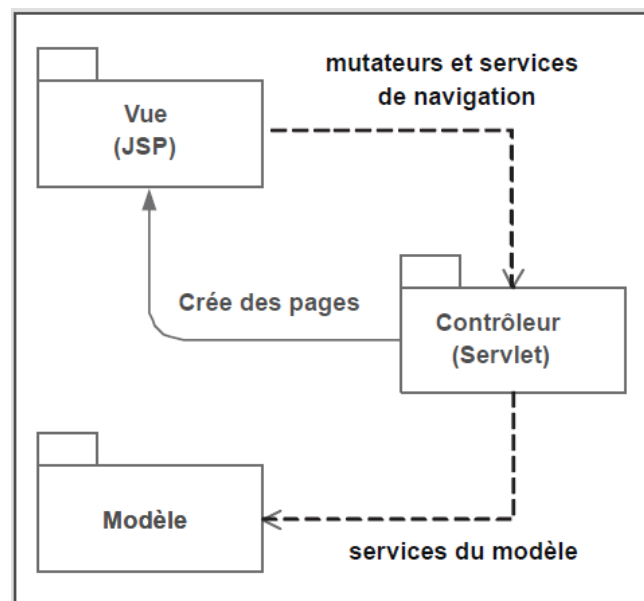 mutateurs et services
de navigation
Vue
(JSP)
Crée des pages
Contrôleur
(Servlet)
Modèle
services du modèle